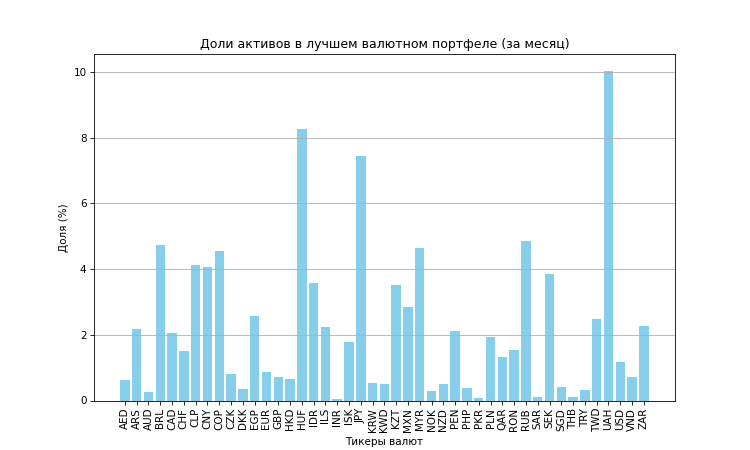 Доли активов в лучшем валютном портфеле (за месяц)
Доля (%)
10
8
6
4
2
0
AED ARS AUD BRL CAD CHF CLP CNY COP CZK DKK EGP EUR GBP HKD HUF IDR ILS INR ISK JPY KRW KWD KZT MXN MYR NOK NZD PEN PHP PKR PLN QAR RON RUB SAR SEK SGD THB TRY TWD UAH USD VND ZAR
Тикеры валют